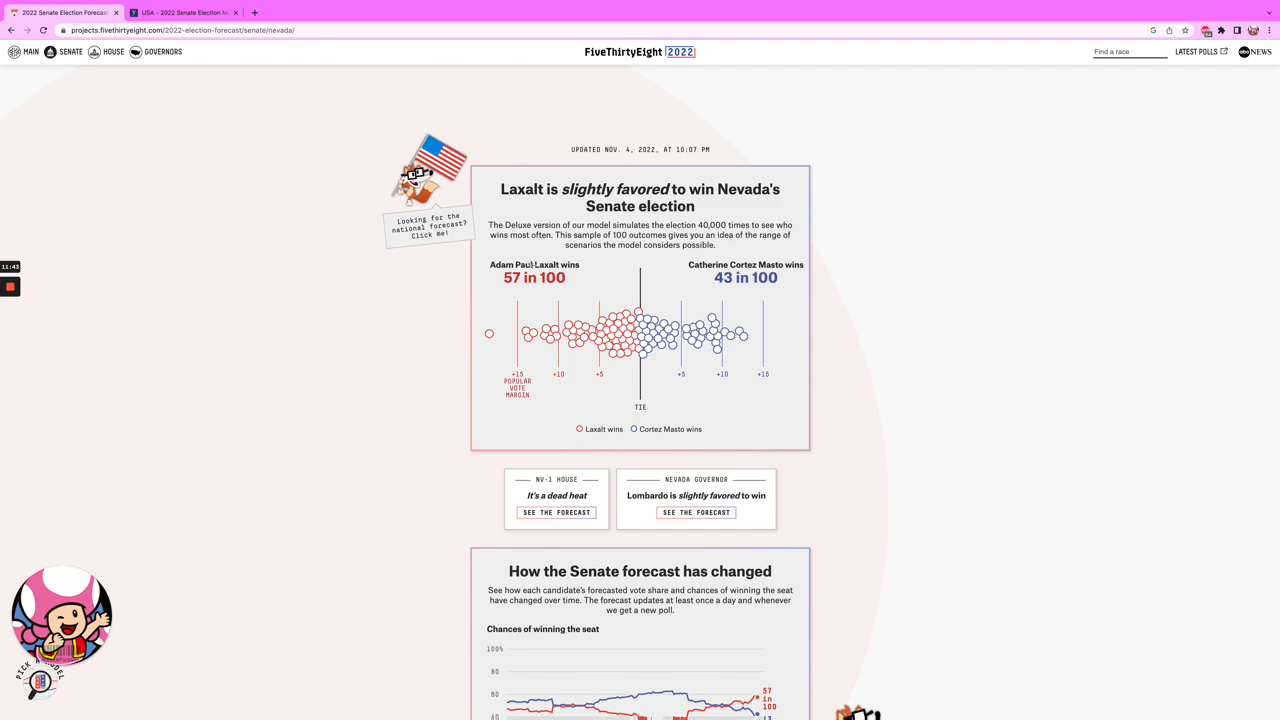 2022 Senate Election Forecast
USA - 2022 Senate Election M
projects.fivethirtyeight.com/2022-election-forecast/senate/nevada/
MAIN SENATE HOUSE GOVERNORS
FiveThirtyEight 2022
Find a race
LATEST POLLS
abc NEWS
UPDATED NOV. 4, 2022, AT 10:07 PM
Looking for the
national forecast?
Click me!
Laxalt is slightly favored to win Nevada's
Senate election
The Deluxe version of our model simulates the election 40,000 times to see who
wins most often. This sample of 100 outcomes gives you an idea of the range of
scenarios the model considers possible.
Adam Paul Laxalt wins
57 in 100
Catherine Cortez Masto wins
43 in 100
11:43
+15 +10 +5 +5 +10 +15
POPULAR
VOTE
MARGIN
TIE
Laxalt wins Cortez Masto wins
NV-1 HOUSE
It's a dead heat
SEE THE FORECAST
NEVADA GOVERNOR
Lombardo is slightly favored to win
SEE THE FORECAST
How the Senate forecast has changed
See how each candidate's forecasted vote share and chances of winning the seat
have changed over time. The forecast updates at least once a day and whenever
we get a new poll.
Chances of winning the seat
100%
80
60
40
57
in
100
PICK A MODEL